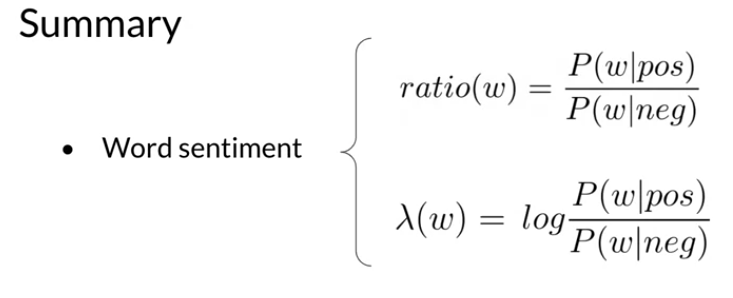 Summary
• Word sentiment
ratio(w) = P(w|pos) / P(w|neg)
λ(w) = log P(w|pos) / P(w|neg)